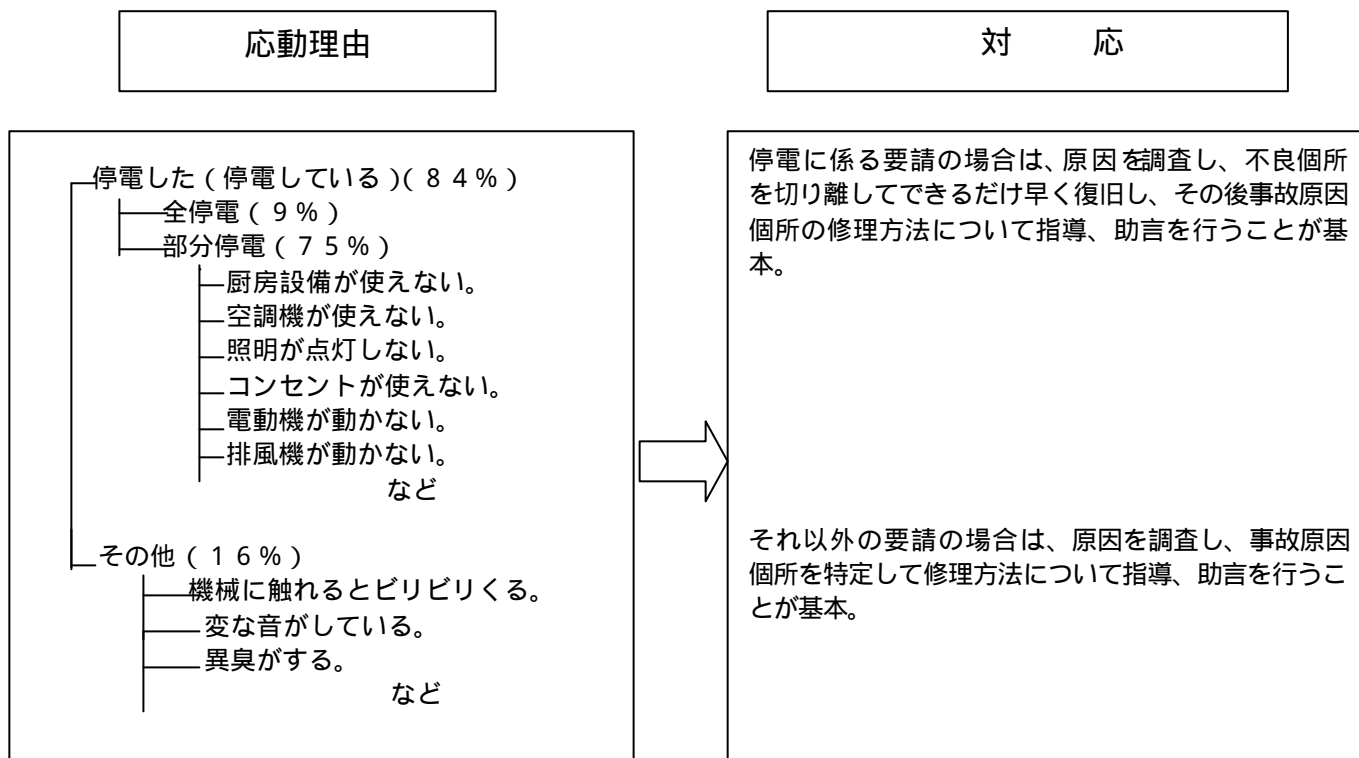 応動理由
対 応
停電した（停電している）（８４％）
全停電（９％）
部分停電（７５％）
厨房設備が使えない。
空調機が使えない。
照明が点灯しない。
コンセントが使えない。
電動機が動かない。
排風機が動かない。
など
その他（１６％）
機械に触れるとビリビリくる。
変な音がしている。
異臭がする。
など
停電に係る要請の場合は、原因を調査し、不良個所
を切り離してできるだけ早く復旧し、その後事故原因
個所の修理方法について指導、助言を行うことが基
本。
それ以外の要請の場合は、原因を調査し、事故原因
個所を特定して修理方法について指導、助言を行うこ
とが基本。